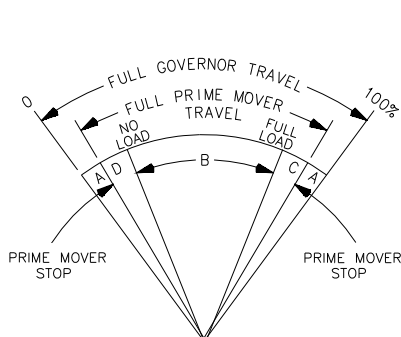 FULL GOVERNOR TRAVEL
0
100%
FULL PRIME MOVER
TRAVEL
NO
LOAD
FULL
LOAD
A
D
B
C
A
PRIME MOVER
STOP
PRIME MOVER
STOP